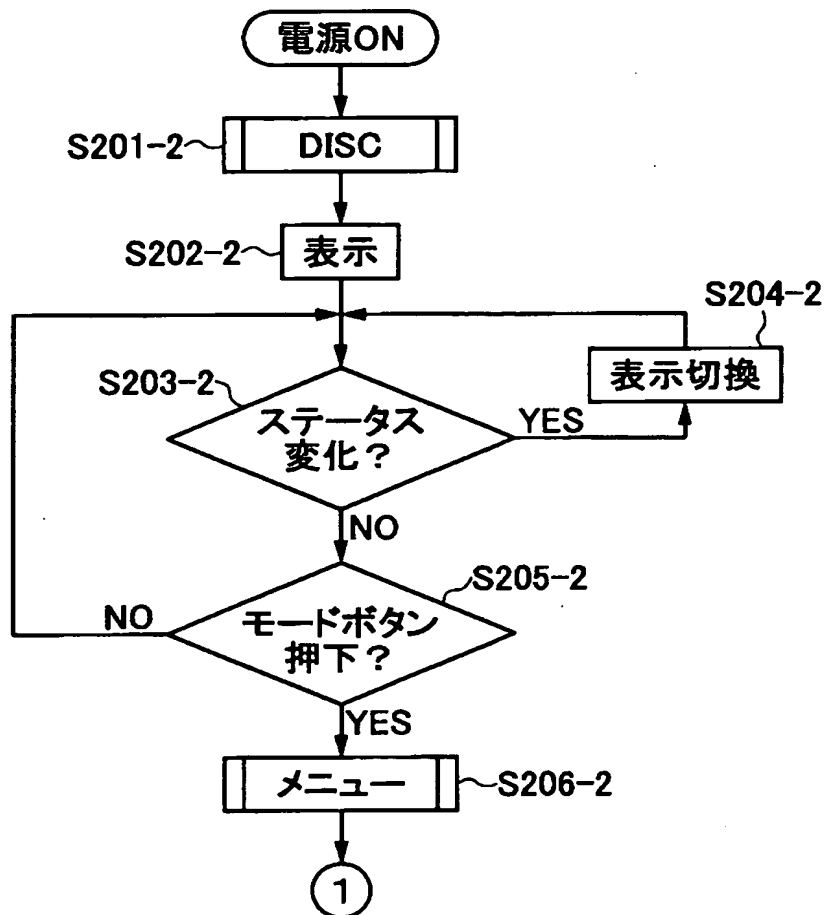 電源ON
S201-2
DISC
S202-2
表示
S204-2
表示切換
S203-2
ステータス
変化？
YES
NO
S205-2
モードボタン
押下？
NO
YES
メニュー
S206-2
1